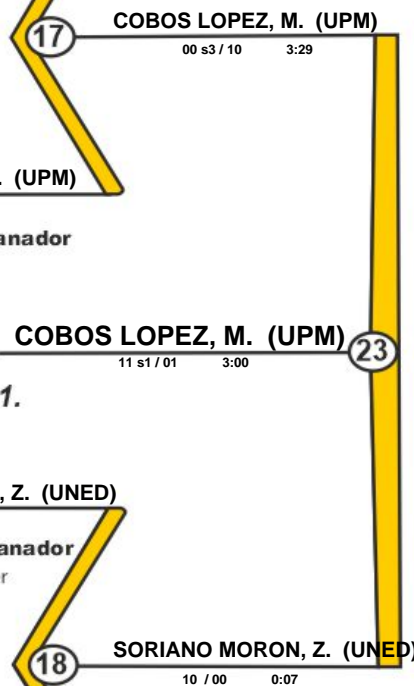 COBOS LOPEZ, M. (UPM)
17
00 s3 / 10 3:29
. (UPM)
anador
COBOS LOPEZ, M. (UPM)
23
11 s1 / 01 3:00
1.
, Z. (UNED)
anador
r
SORIANO MORON, Z. (UNED)
18
10 / 00 0:07